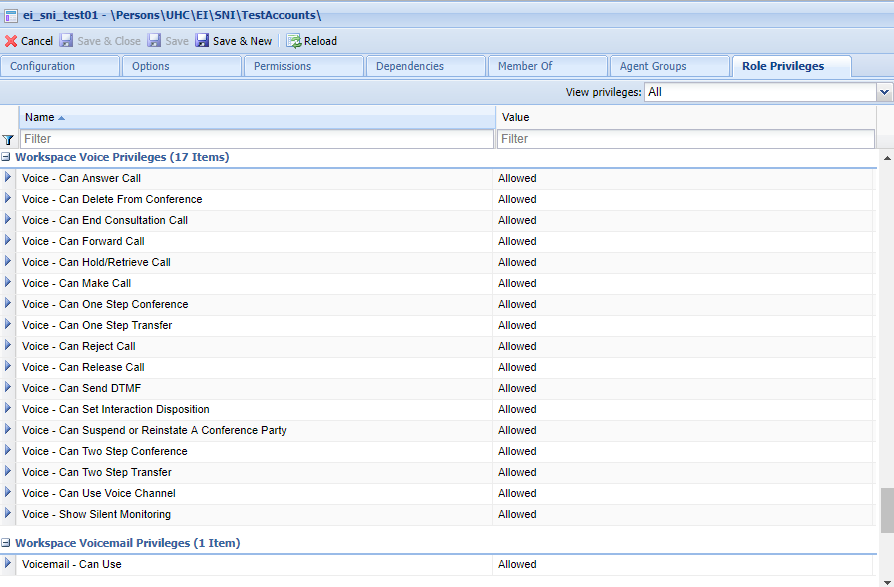 ei_sni_test01 - \Persons\UHC\EI\SNI\TestAccounts\
Cancel Save & Close Save Save & New Reload
Configuration Options Permissions Dependencies Member Of Agent Groups Role Privileges
View privileges: All
Name Value
Filter Filter
Workspace Voice Privileges (17 Items)
Voice - Can Answer Call Allowed
Voice - Can Delete From Conference Allowed
Voice - Can End Consultation Call Allowed
Voice - Can Forward Call Allowed
Voice - Can Hold/Retrieve Call Allowed
Voice - Can Make Call Allowed
Voice - Can One Step Conference Allowed
Voice - Can One Step Transfer Allowed
Voice - Can Reject Call Allowed
Voice - Can Release Call Allowed
Voice - Can Send DTMF Allowed
Voice - Can Set Interaction Disposition Allowed
Voice - Can Suspend or Reinstate A Conference Party Allowed
Voice - Can Two Step Conference Allowed
Voice - Can Two Step Transfer Allowed
Voice - Can Use Voice Channel Allowed
Voice - Show Silent Monitoring Allowed
Workspace Voicemail Privileges (1 Item)
Voicemail - Can Use Allowed